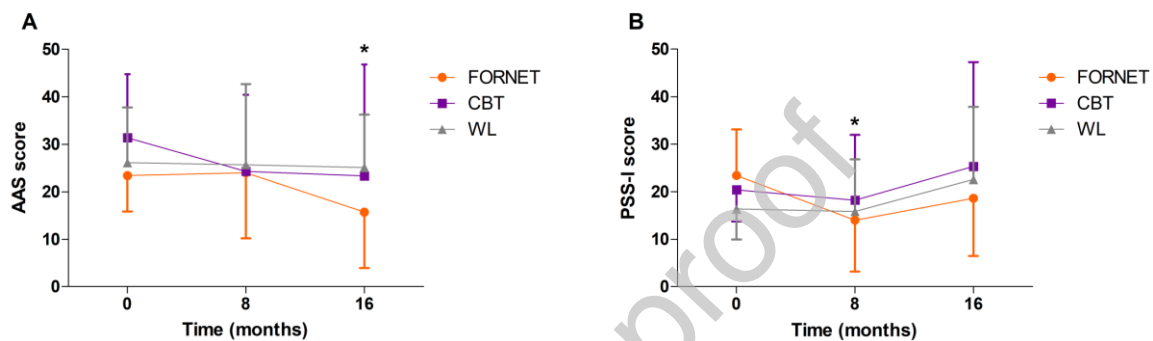 A
AAS score
50
40
30
20
10
0
*
0 8 16
Time (months)
FORNET
CBT
WL
B
PSS-I score
50
40
30
20
10
0
*
0 8 16
Time (months)
FORNET
CBT
WL
proof